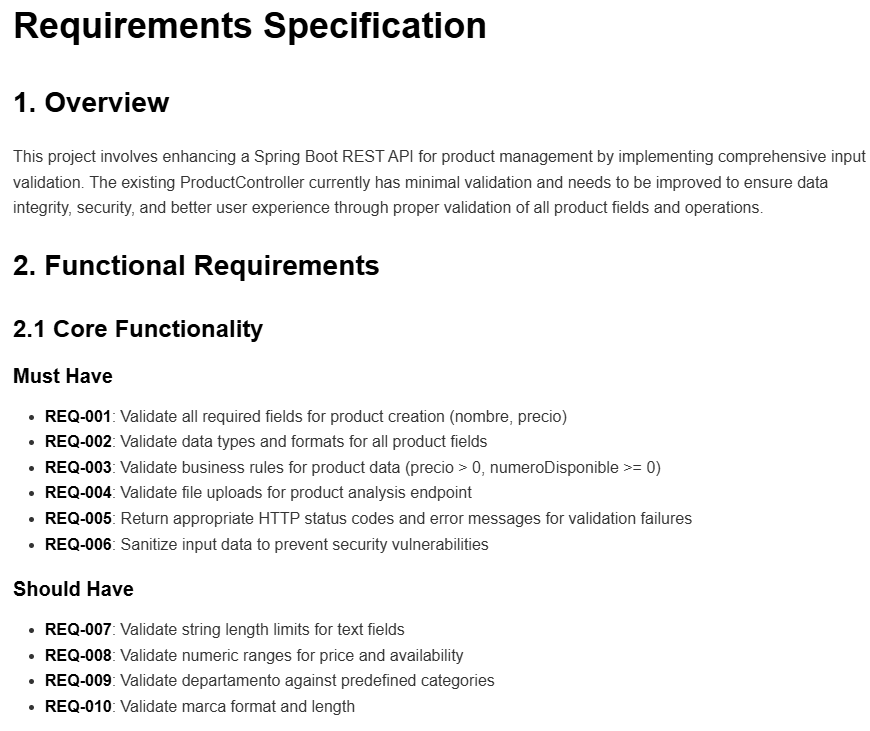 Requirements Specification
1. Overview
This project involves enhancing a Spring Boot REST API for product management by implementing comprehensive input
validation. The existing ProductController currently has minimal validation and needs to be improved to ensure data
integrity, security, and better user experience through proper validation of all product fields and operations.
2. Functional Requirements
2.1 Core Functionality
Must Have
• REQ-001: Validate all required fields for product creation (nombre, precio)
• REQ-002: Validate data types and formats for all product fields
• REQ-003: Validate business rules for product data (precio > 0, numeroDisponible >= 0)
• REQ-004: Validate file uploads for product analysis endpoint
• REQ-005: Return appropriate HTTP status codes and error messages for validation failures
• REQ-006: Sanitize input data to prevent security vulnerabilities
Should Have
• REQ-007: Validate string length limits for text fields
• REQ-008: Validate numeric ranges for price and availability
• REQ-009: Validate departamento against predefined categories
• REQ-010: Validate marca format and length